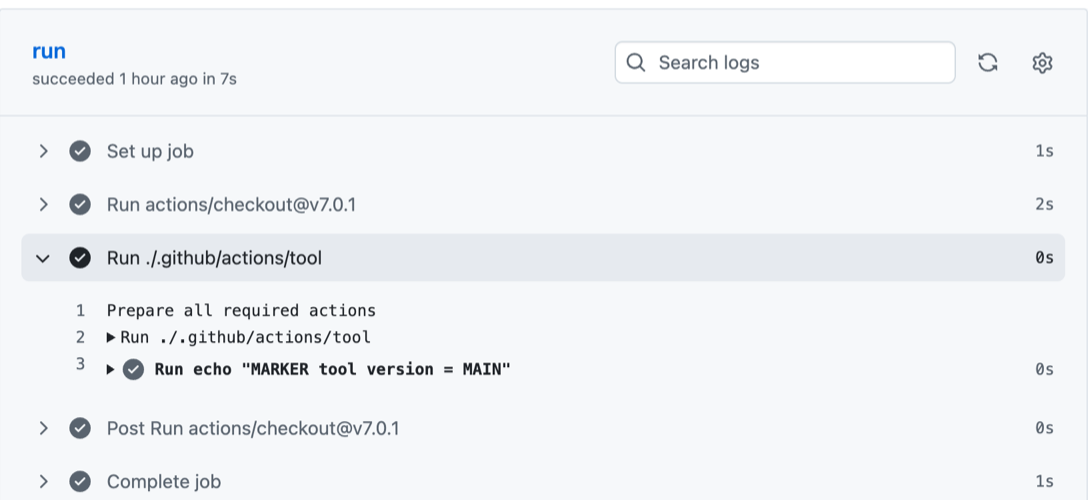 run
succeeded 1 hour ago in 7s
Search logs
Set up job 1s
Run actions/checkout@v7.0.1 2s
Run ./.github/actions/tool 0s
1 Prepare all required actions
2 Run ./.github/actions/tool
3 Run echo "MARKER tool version = MAIN" 0s
Post Run actions/checkout@v7.0.1 0s
Complete job 1s